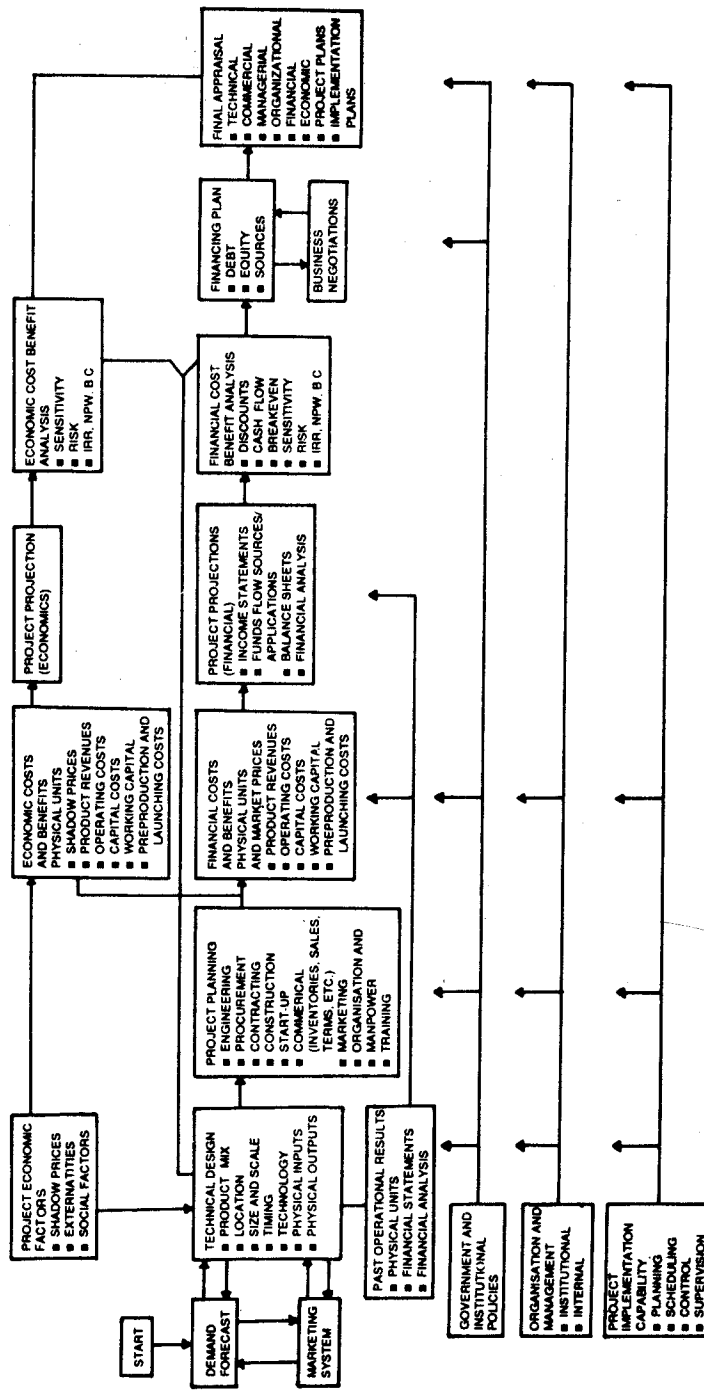 START
DEMAND
FORECAST
MARKETING
SYSTEM
PROJECT ECONOMIC
FACTORS
■ SHADOW PRICES
■ EXTERNATITIES
■ SOCIAL FACTORS
TECHNICAL DESIGN
■ PRODUCT MIX
■ LOCATION
■ SIZE AND SCALE
■ TIMING
■ TECHNOLOGY
■ PHYSICAL INPUTS
■ PHYSICAL OUTPUTS
PAST OPERATIONAL RESULTS
■ PHYSICAL UNITS
■ FINANCIAL STATEMENTS
■ FINANCIAL ANALYSIS
PROJECT PLANNING
■ ENGINEERING
■ PROCUREMENT
■ CONTRACTING
■ CONSTRUCTION
■ START-UP
■ COMMERICAL
(INVENTORIES, SALES,
TERMS, ETC.)
■ MARKETING
■ ORGANISATION AND
■ MANPOWER
■ TRAINING
ECONOMIC COSTS
AND BENEFITS
PHYSICAL UNITS
■ SHADOW PRICES
■ PRODUCT REVENUES
■ OPERATING COSTS
■ CAPITAL COSTS
■ WORKING CAPITAL
■ PREPRODUCTION AND
LAUNCHING COSTS
FINANCIAL COSTS
AND BENEFITS
PHYSICAL UNITS
AND MARKET PRICES
■ PRODUCT REVENUES
■ OPERATING COSTS
■ CAPITAL COSTS
■ WORKING CAPITAL
■ PREPRODUCTION AND
LAUNCHING COSTS
PROJECT PROJECTION
(ECONOMICS)
PROJECT PROJECTIONS
(FINANCIAL)
■ INCOME STATEMENTS
■ FUNDS FLOW SOURCES/
APPLICATIONS
■ BALANCE SHEETS
■ FINANCIAL ANALYSIS
ECONOMIC COST BENEFIT
ANALYSIS
■ SENSITIVITY
■ RISK
■ IRR, NPW, B C
FINANCIAL COST
BENEFIT ANALYSIS
■ DISCOUNTS
■ CASH FLOW
■ BREAKEVEN
■ SENSITIVITY
■ RISK
■ IRR, NPW, B C
FINANCING PLAN
■ DEBT
■ EQUITY
■ SOURCES
BUSINESS
NEGOTIATIONS
FINAL APPRAISAL
■ TECHNICAL
■ COMMERCIAL
■ MANAGERIAL
■ ORGANIZATIONAL
■ FINANCIAL
■ ECONOMIC
■ PROJECT PLANS
■ IMPLEMENTATION
PLANS
GOVERNMENT AND
INSTITUTIONAL
POLICIES
ORGANISATION AND
MANAGEMENT
■ INSTITUTIONAL
■ INTERNAL
PROJECT
IMPLEMENTATION
CAPABILITY
■ PLANNING
■ SCHEDULING
■ CONTROL
■ SUPERVISION